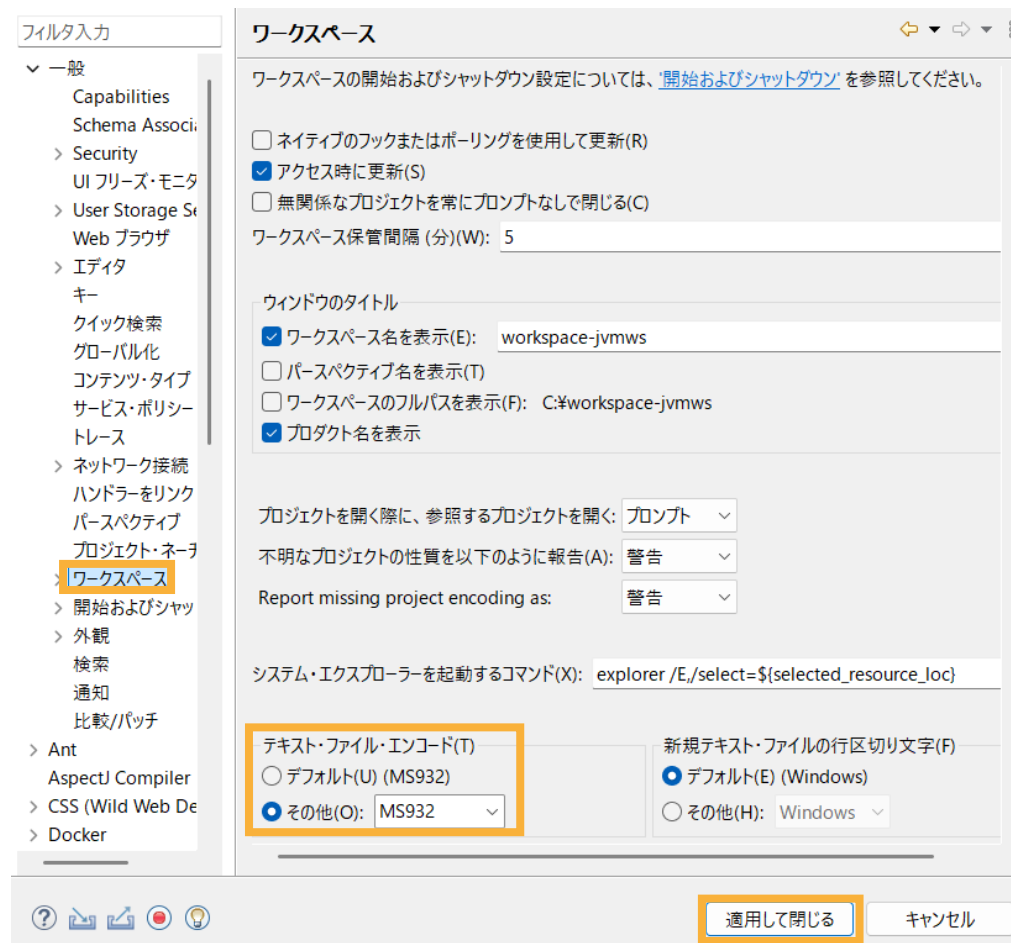 フィルタ入力
一般
Capabilities
Schema Associa
Security
UI フリーズ・モニタ
User Storage Se
Web ブラウザ
エディタ
キー
クイック検索
グローバル化
コンテンツ・タイプ
サービス・ポリシー
トレース
ネットワーク接続
ハンドラーをリンク
パースペクティブ
プロジェクト・ネーチ
ワークスペース
開始およびシャッ
外観
検索
通知
比較/パッチ
Ant
AspectJ Compiler
CSS (Wild Web De
Docker
ワークスペース
ワークスペースの開始およびシャットダウン設定については、'開始およびシャットダウン' を参照してください。
ネイティブのフックまたはポーリングを使用して更新(R)
アクセス時に更新(S)
無関係なプロジェクトを常にプロンプトなしで閉じる(C)
ワークスペース保管間隔 (分)(W): 5
ウィンドウのタイトル
ワークスペース名を表示(E): workspace-jvmws
パースペクティブ名を表示(T)
ワークスペースのフルパスを表示(F): C:¥workspace-jvmws
プロダクト名を表示
プロジェクトを開く際に、参照するプロジェクトを開く: プロンプト
不明なプロジェクトの性質を以下のように報告(A): 警告
Report missing project encoding as: 警告
システム・エクスプローラーを起動するコマンド(X): explorer /E,/select=${selected_resource_loc}
テキスト・ファイル・エンコード(T)
デフォルト(U) (MS932)
その他(O): MS932
新規テキスト・ファイルの行区切り文字(F)
デフォルト(E) (Windows)
その他(H): Windows
適用して閉じる
キャンセル